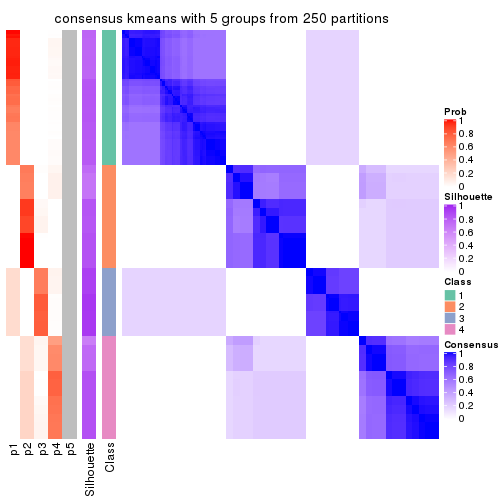 consensus kmeans with 5 groups from 250 partitions
Prob
1
0.8
0.6
0.4
0.2
0
Silhouette
1
0.8
0.6
0.4
0.2
0
Class
1
2
3
4
Consensus
1
0.8
0.6
0.4
0.2
0
p1
p2
p3
p4
p5
Silhouette
Class